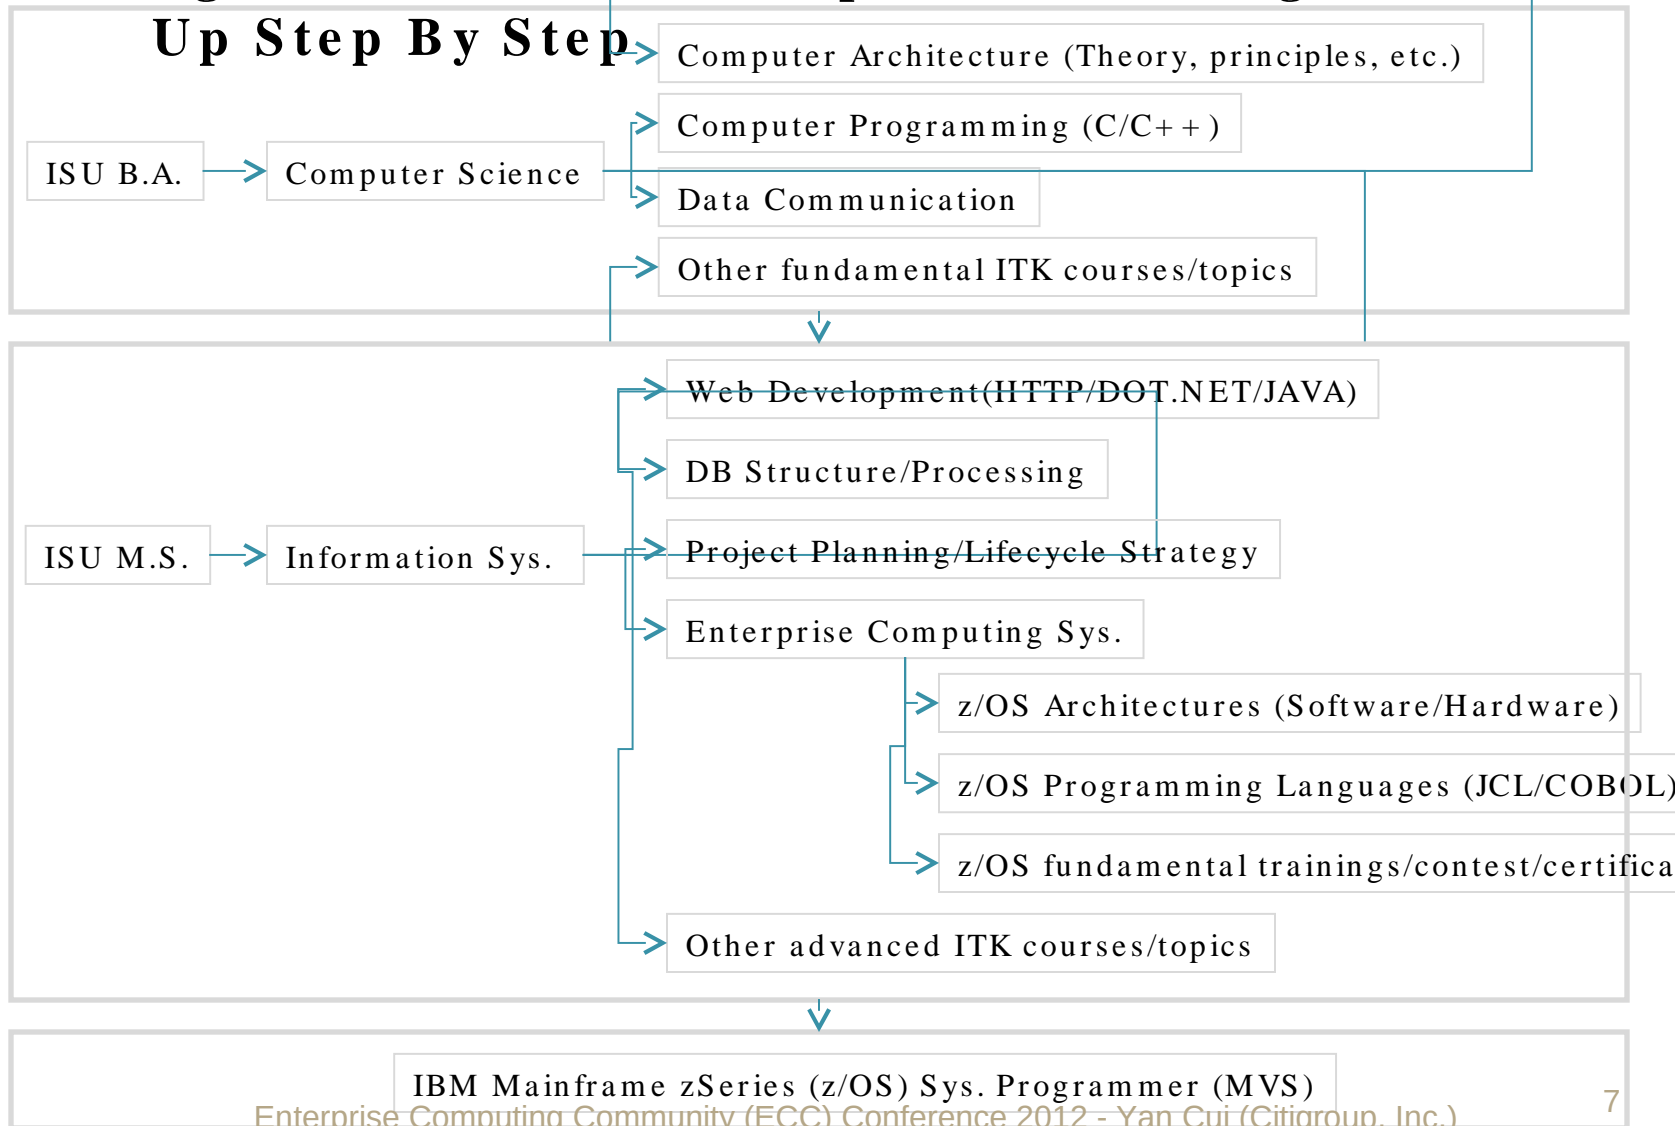 Up Step By Step
Computer Architecture (Theory, principles, etc.)
Computer Programming (C/C++)
ISU B.A.
Computer Science
Data Communication
Other fundamental ITK courses/topics
Web Development(HTTP/DOT.NET/JAVA)
DB Structure/Processing
ISU M.S.
Information Sys.
Project Planning/Lifecycle Strategy
Enterprise Computing Sys.
z/OS Architectures (Software/Hardware)
z/OS Programming Languages (JCL/COBOL)
z/OS fundamental trainings/contest/certifica
Other advanced ITK courses/topics
IBM Mainframe zSeries (z/OS) Sys. Programmer (MVS)
Enterprise Computing Community (ECC) Conference 2012 - Yan Cui (Citigroup, Inc.)
7